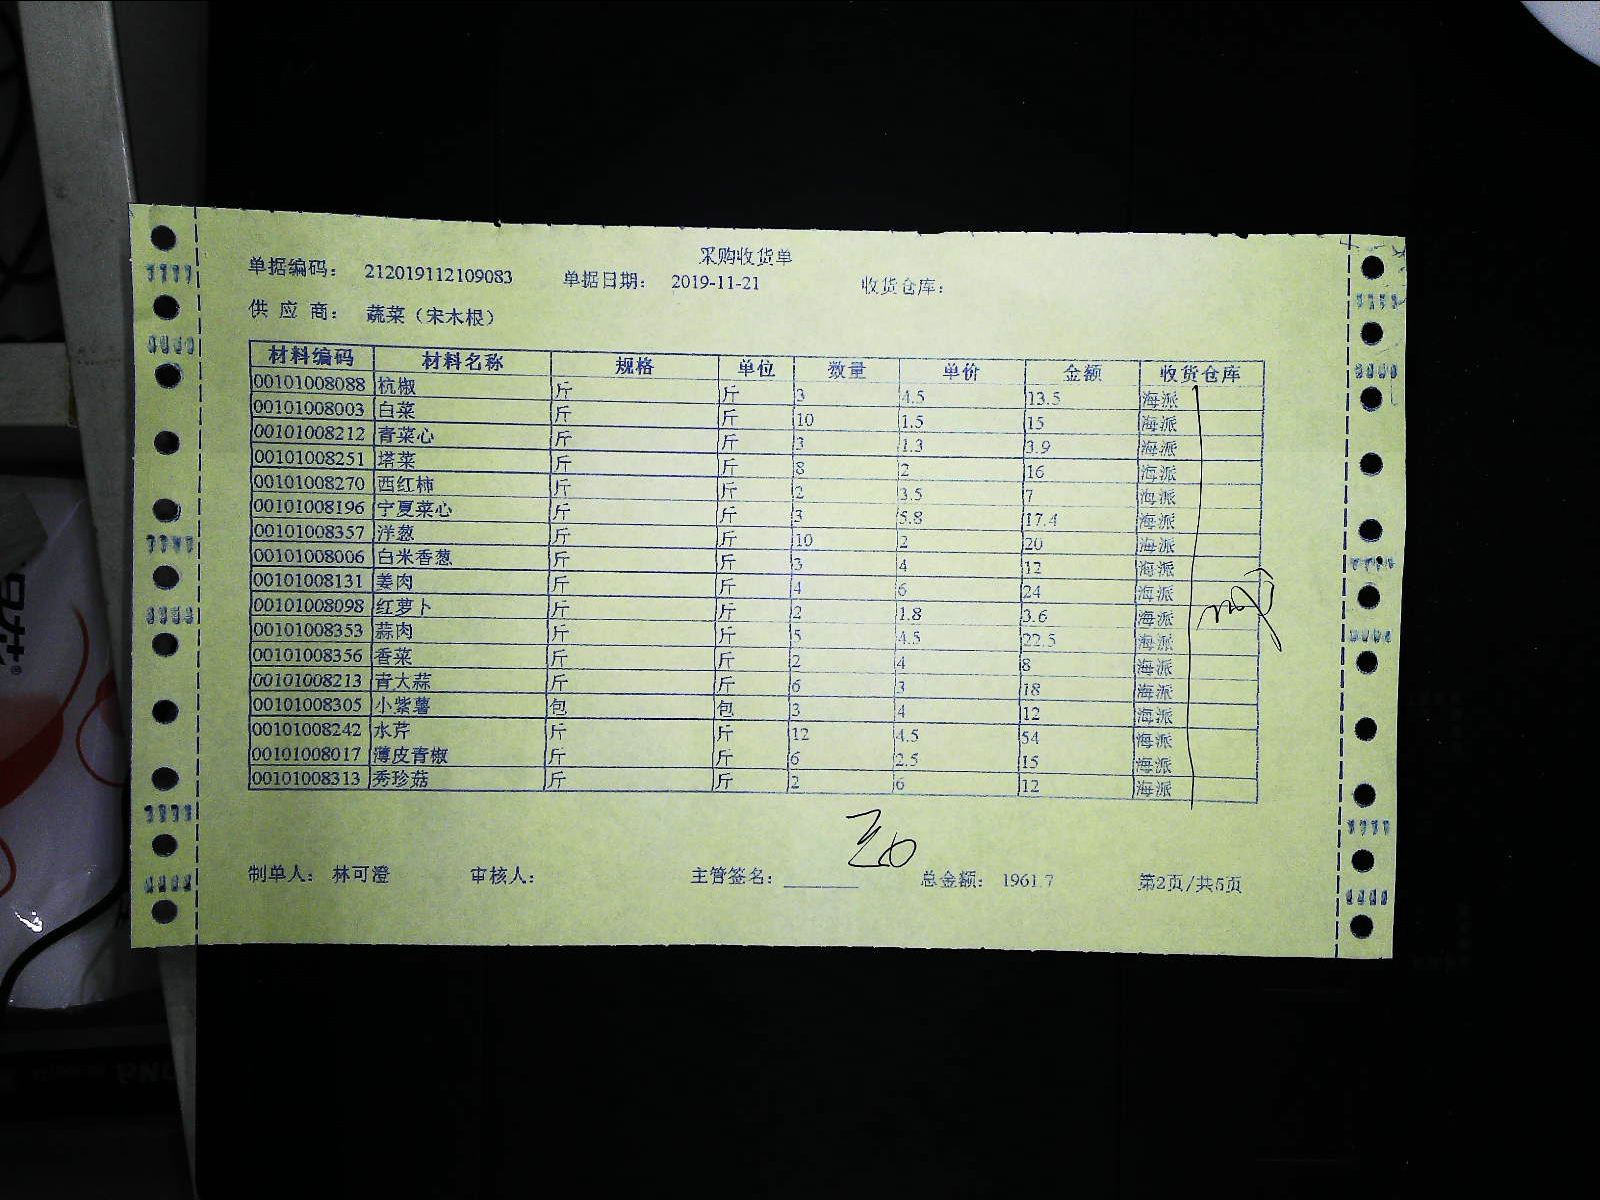 采购收货单
单据编码： 212019112109083 单据日期： 2019-11-21 收货仓库：
供 应 商： 蔬菜（宋木根）
材料编码 材料名称 规格 单位 数量 单价 金额 收货仓库
00101008088 杭椒 斤 斤 3 4.5 13.5 海派
00101008003 白菜 斤 斤 10 1.5 15 海派
00101008212 青菜心 斤 斤 3 1.3 3.9 海派
00101008251 塔菜 斤 斤 8 2 16 海派
00101008270 西红柿 斤 斤 2 3.5 7 海派
00101008196 宁夏菜心 斤 斤 3 5.8 17.4 海派
00101008357 洋葱 斤 斤 10 2 20 海派
00101008006 白米香葱 斤 斤 3 4 12 海派
00101008131 姜肉 斤 斤 4 6 24 海派
00101008098 红萝卜 斤 斤 2 1.8 3.6 海派
00101008353 蒜肉 斤 斤 5 4.5 22.5 海派
00101008356 香菜 斤 斤 2 4 8 海派
00101008213 青大蒜 斤 斤 6 3 18 海派
00101008305 小紫薯 包 包 3 4 12 海派
00101008242 水芹 斤 斤 12 4.5 54 海派
00101008017 薄皮青椒 斤 斤 6 2.5 15 海派
00101008313 秀珍菇 斤 斤 2 6 12 海派
制单人： 林可澄 审核人： 主管签名： 总金额： 1961.7 第2页/共5页